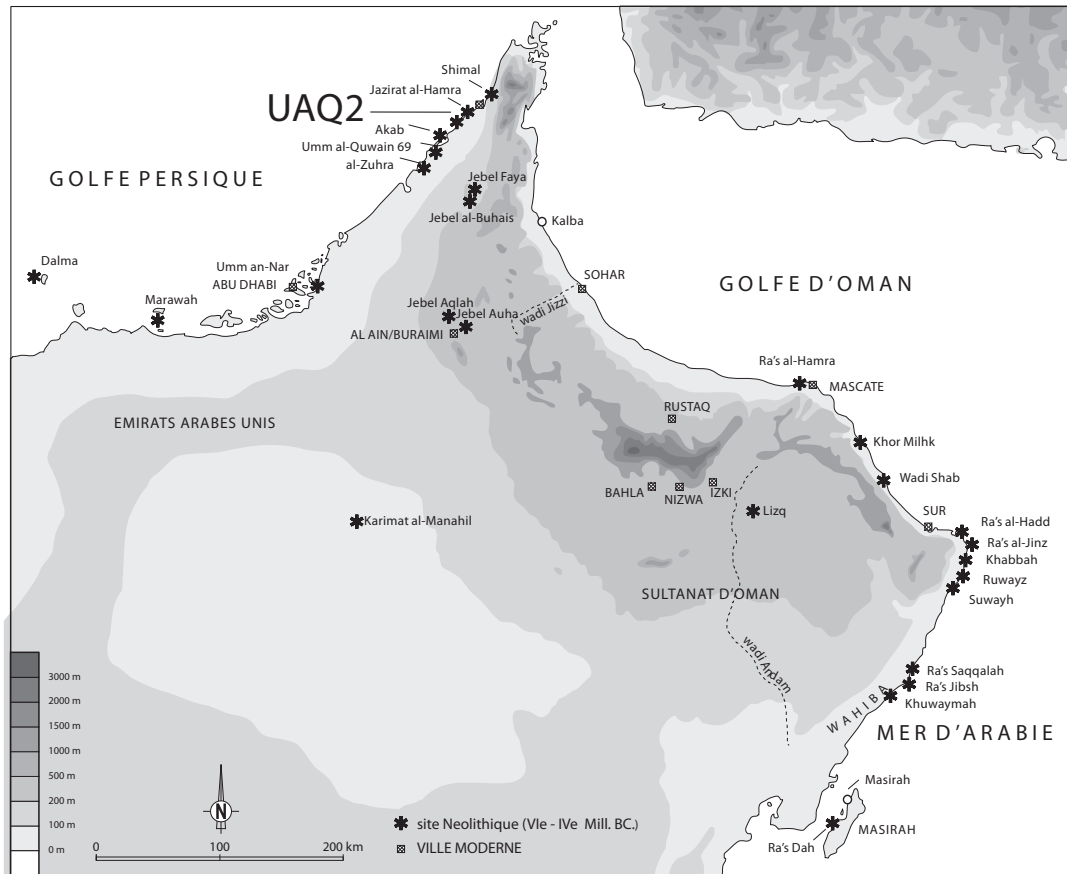 Shimal
Jazirat al-Hamra
UAQ2
Akab
Umm al-Quwain 69
al-Zuhra
GOLFE PERSIQUE
Jebel Faya
Jebel al-Buhais
Kalba
Dalma
Umm an-Nar
ABU DHABI
SOHAR
GOLFE D'OMAN
Marawah
Jebel Aqlah
Jebel Auha
wadi Jizzi
AL AIN/BURAIMI
Ra's al-Hamra
MASCATE
RUSTAQ
EMIRATS ARABES UNIS
Khor Milhk
Wadi Shab
BAHLA
NIZWA
IZKI
Lizq
SUR
Karimat al-Manahil
Ra's al-Hadd
Ra's al-Jinz
Khabbah
Ruwayz
Suwayh
SULTANAT D'OMAN
wadi Andam
Ra's Saqqalah
Ra's Jibsh
Khuwaymah
WAHIBA
MER D'ARABIE
3000 m
2000 m
1500 m
1000 m
500 m
200 m
100 m
0 m
N
Masirah
MASIRAH
Ra's Dah
site Neolithique (VIe - IVe Mill. BC.)
VILLE MODERNE
0 100 km 200 km